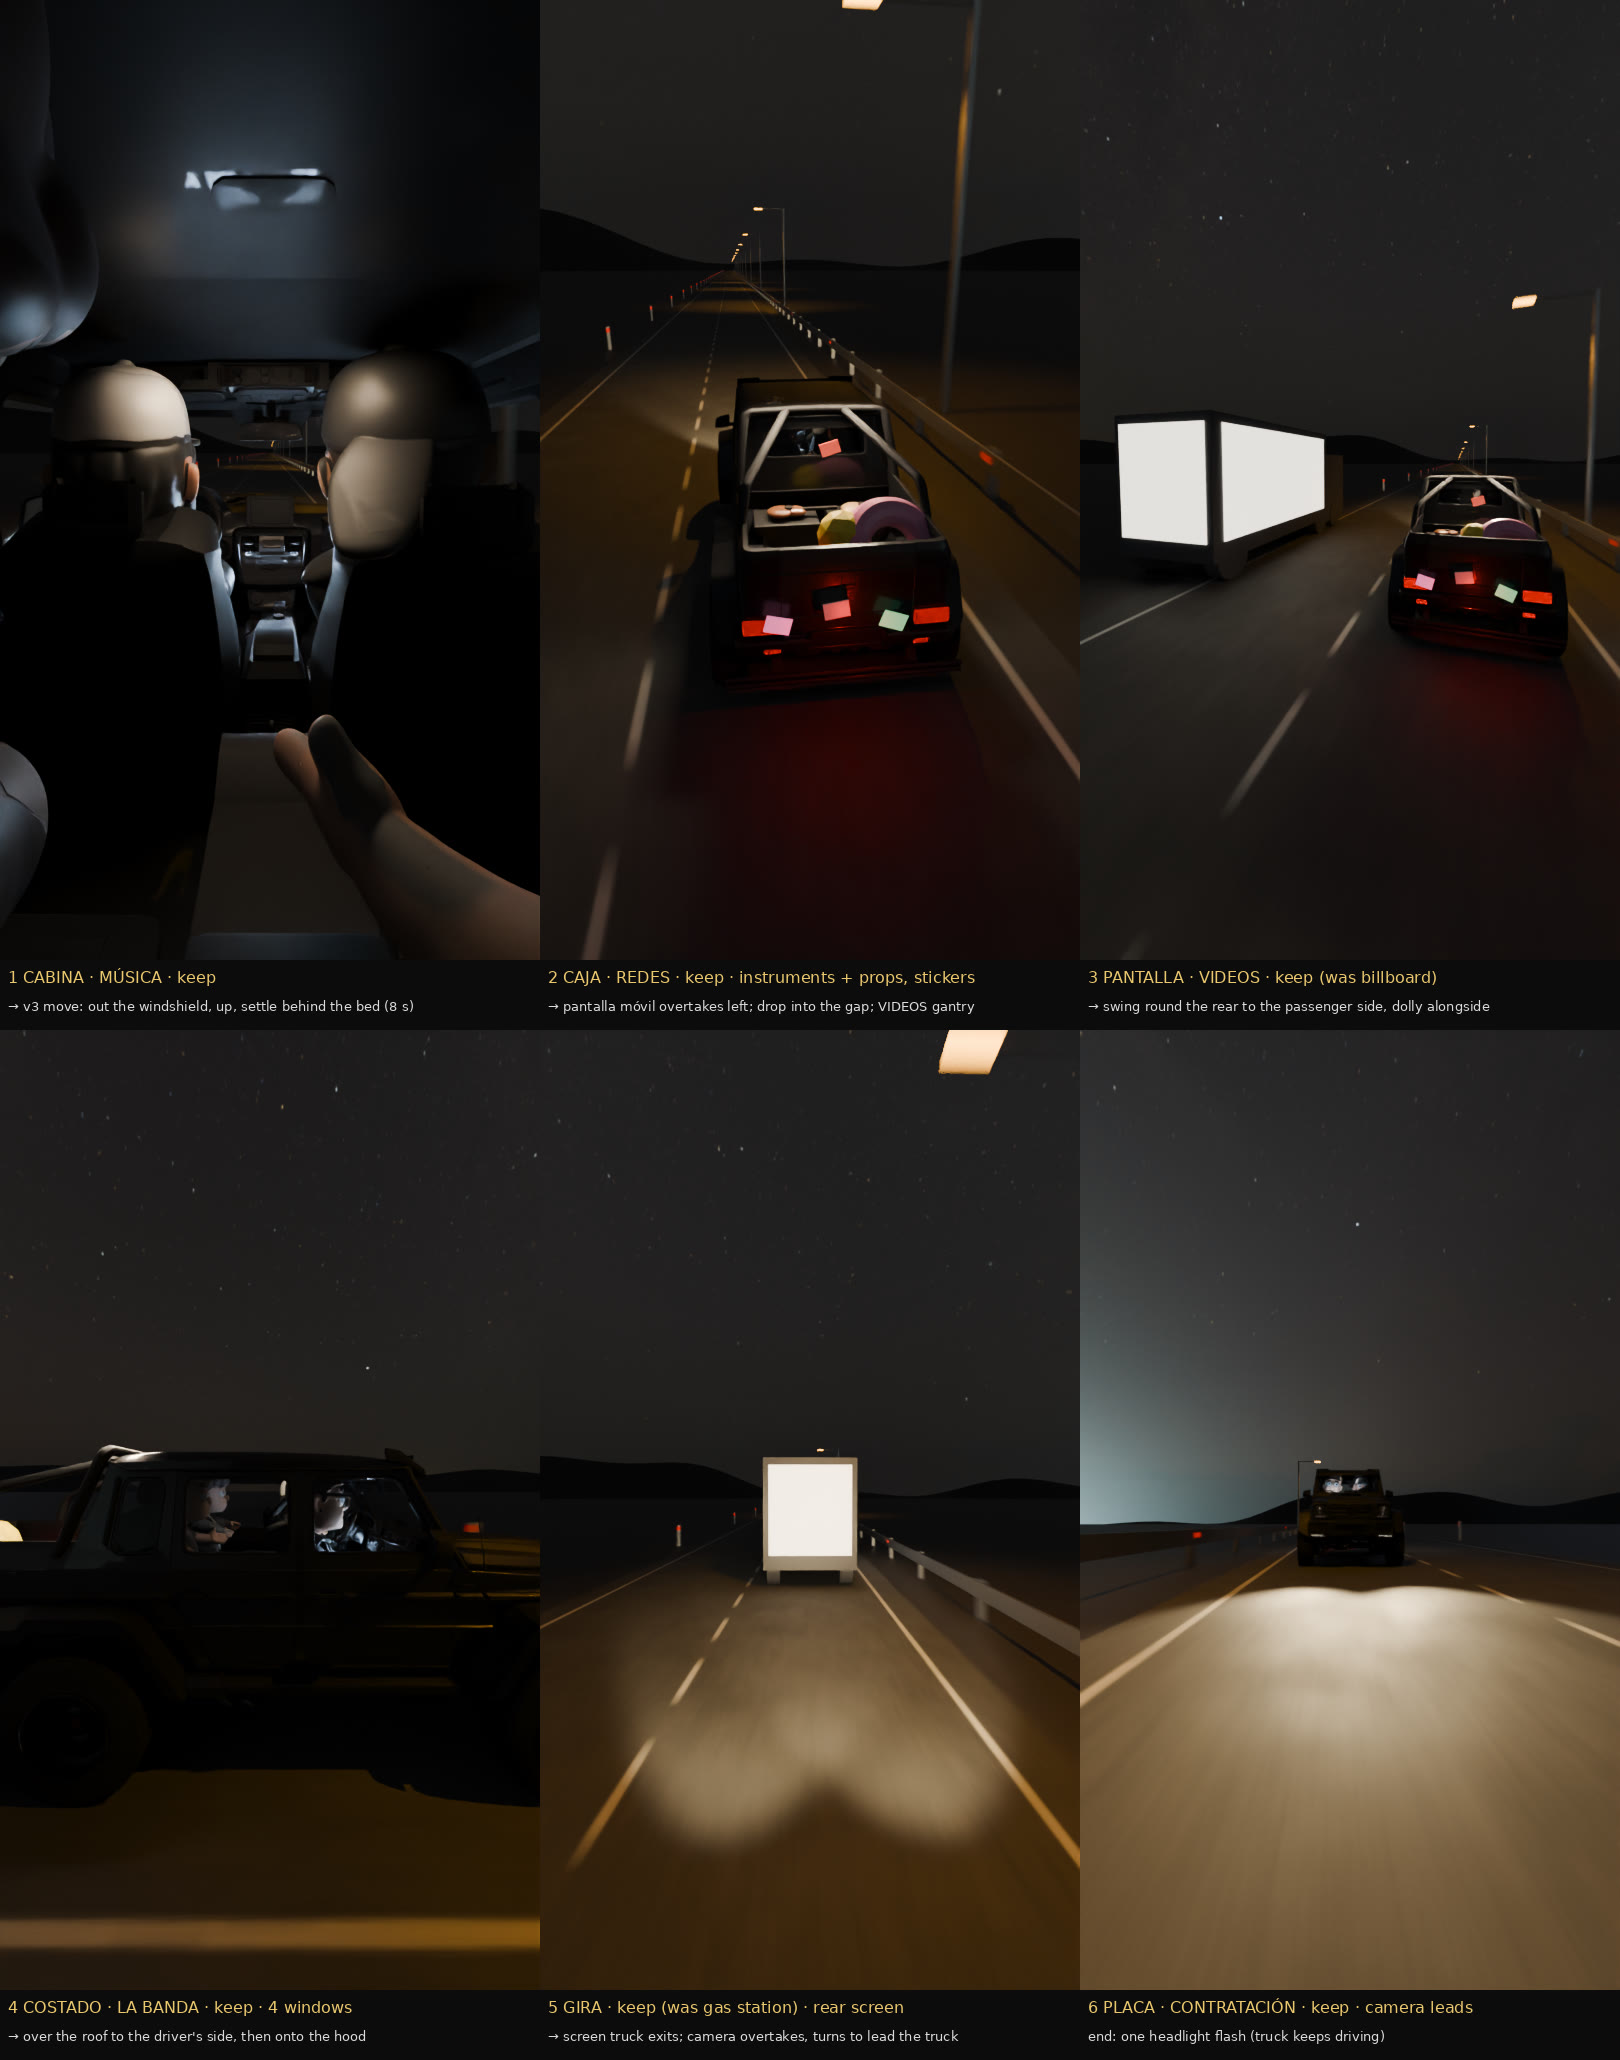 1 CABINA · MÚSICA · keep
→ v3 move: out the windshield, up, settle behind the bed (8 s)
2 CAJA · REDES · keep · instruments + props, stickers
→ pantalla móvil overtakes left; drop into the gap; VIDEOS gantry
3 PANTALLA · VIDEOS · keep (was billboard)
→ swing round the rear to the passenger side, dolly alongside
4 COSTADO · LA BANDA · keep · 4 windows
→ over the roof to the driver's side, then onto the hood
5 GIRA · keep (was gas station) · rear screen
→ screen truck exits; camera overtakes, turns to lead the truck
6 PLACA · CONTRATACIÓN · keep · camera leads
end: one headlight flash (truck keeps driving)